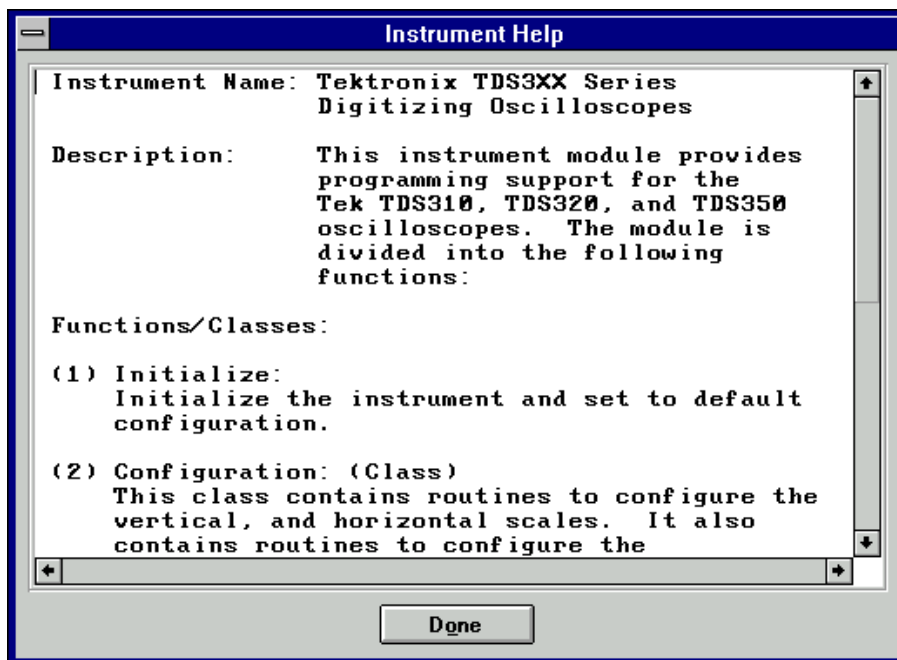 Instrument Help
Instrument Name: Tektronix TDS3XX Series
Digitizing Oscilloscopes
Description: This instrument module provides
programming support for the
Tek TDS310, TDS320, and TDS350
oscilloscopes. The module is
divided into the following
functions:
Functions/Classes:
(1) Initialize:
Initialize the instrument and set to default
configuration.
(2) Configuration: (Class)
This class contains routines to configure the
vertical, and horizontal scales. It also
contains routines to configure the
Done